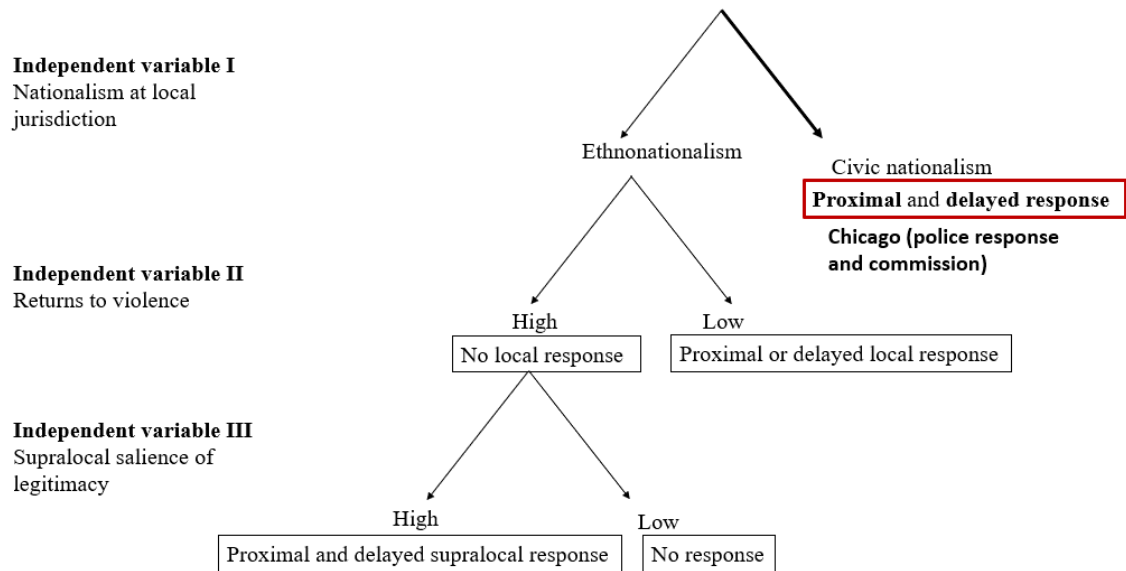 Independent variable I
Nationalism at local
jurisdiction
Ethnonationalism
Civic nationalism
Proximal and delayed response
Chicago (police response
and commission)
Independent variable II
Returns to violence
High
Low
No local response
Proximal or delayed local response
Independent variable III
Supralocal salience of
legitimacy
High
Low
Proximal and delayed supralocal response
No response